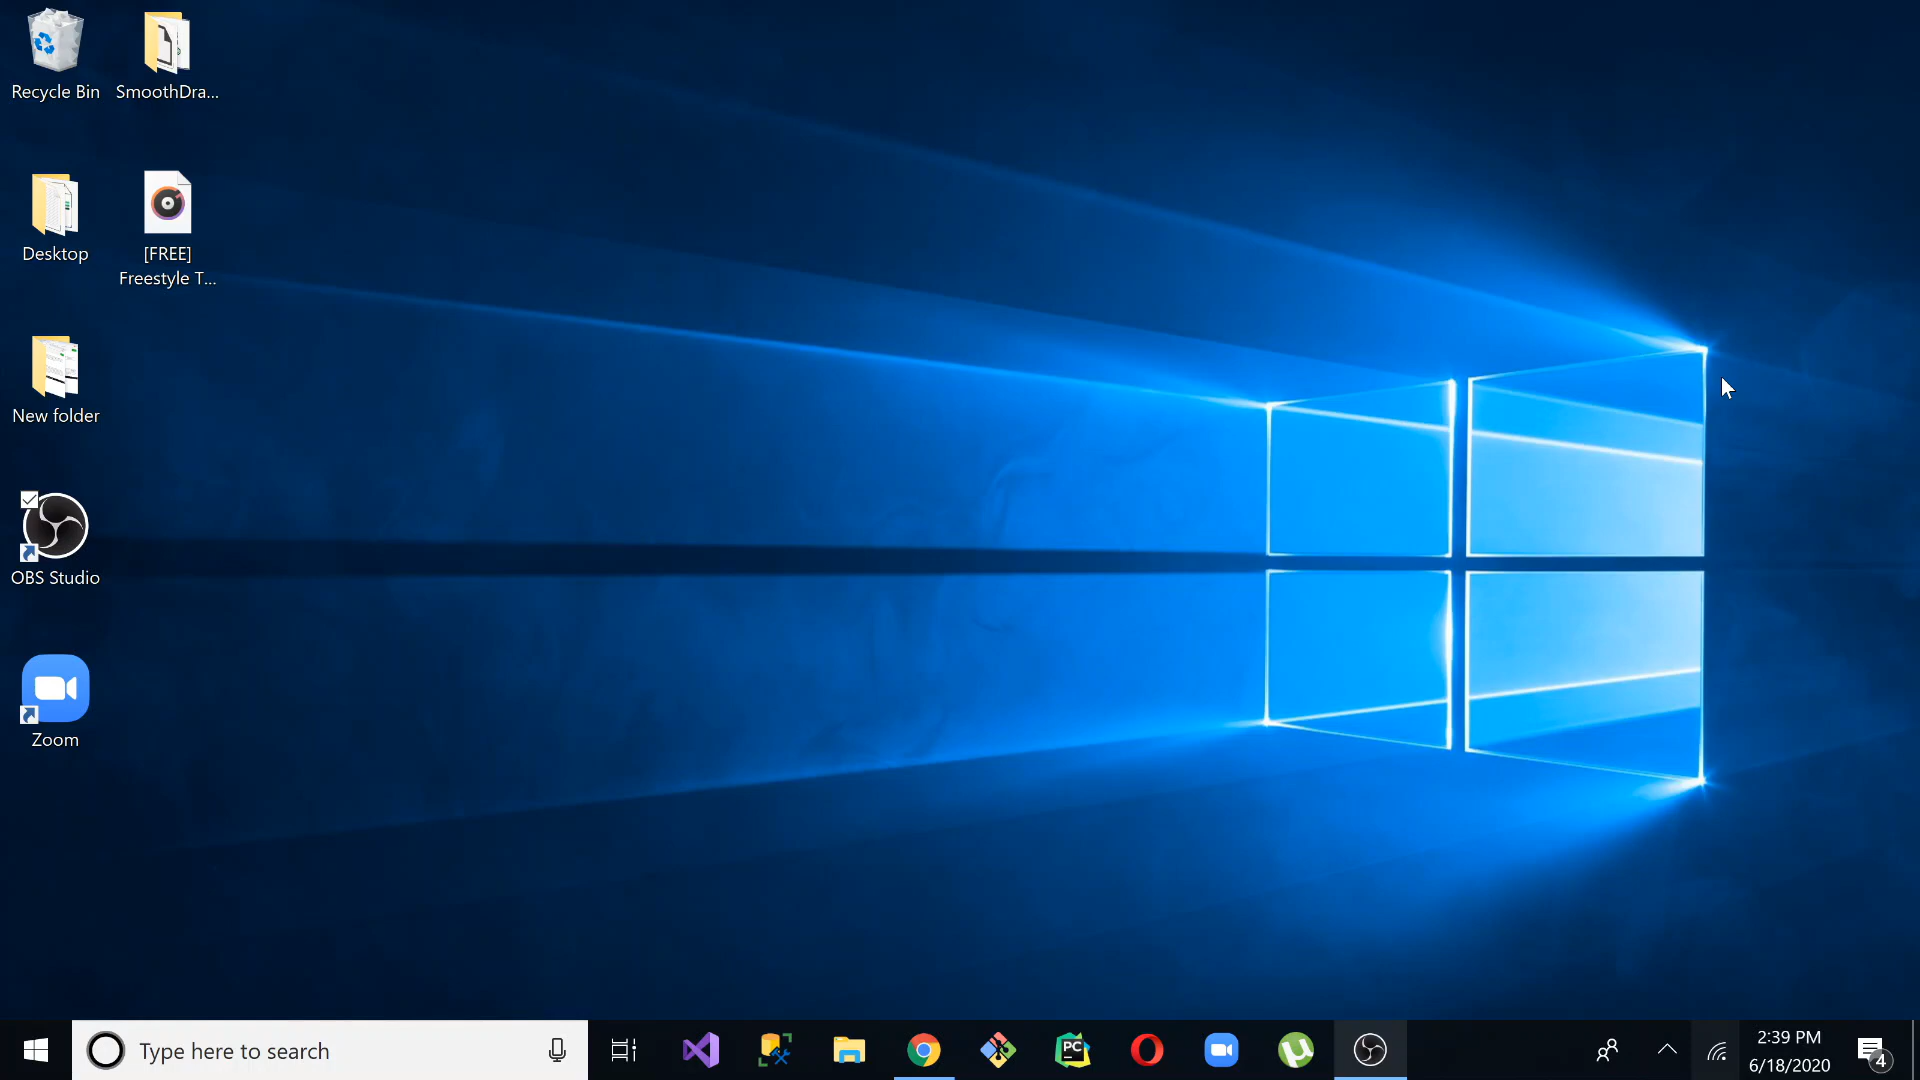 Recycle Bin
SmoothDra...
Desktop
[FREE]
Freestyle T...
New folder
OBS Studio
Zoom
Type here to search
PC
2:39 PM
6/18/2020
4